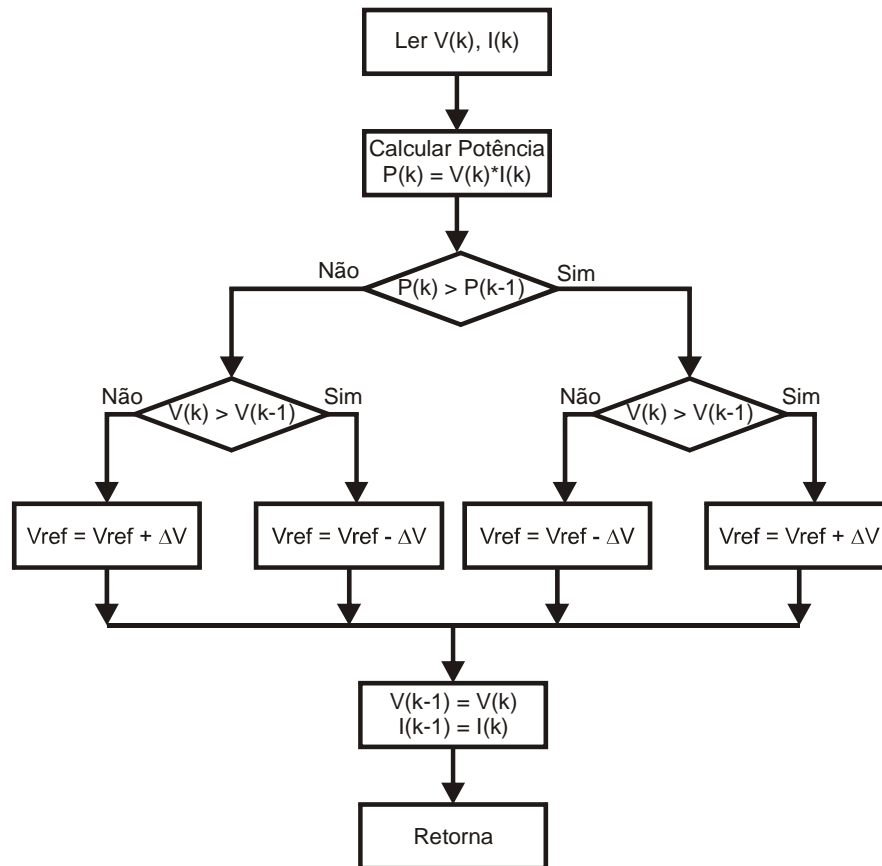 Ler V(k), I(k)
Calcular Potência
P(k) = V(k)*I(k)
Não
P(k) > P(k-1)
Sim
Não
V(k) > V(k-1)
Sim
Não
V(k) > V(k-1)
Sim
Vref = Vref + ΔV
Vref = Vref - ΔV
Vref = Vref - ΔV
Vref = Vref + ΔV
V(k-1) = V(k)
I(k-1) = I(k)
Retorna